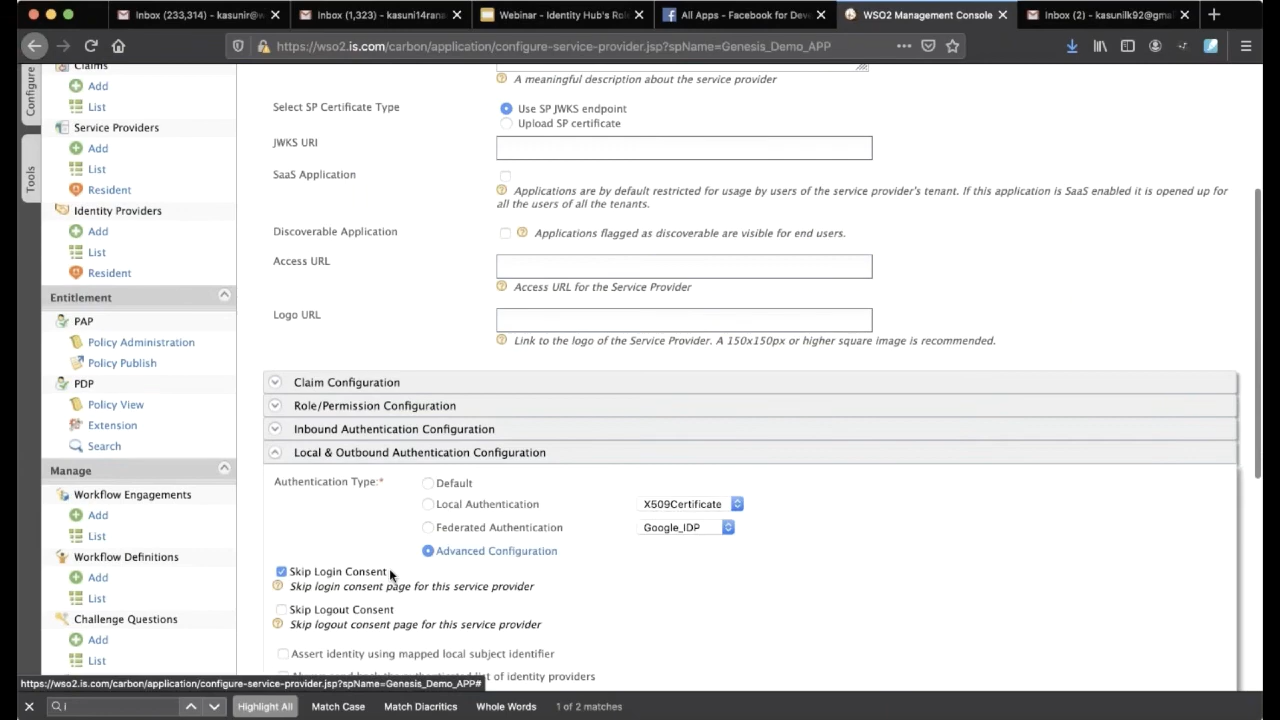 Inbox (233,314) - kasunir@w
Inbox (1,323) - kasuni14rana
Webinar - Identity Hub's Rol
All Apps - Facebook for Dev
WSO2 Management Console
Inbox (2) - kasunilk92@gma
https://wso2.is.com/carbon/application/configure-service-provider.jsp?spName=Genesis_Demo_APP
Configure
Tools
Claims
Add
List
Service Providers
Add
List
Resident
Identity Providers
Add
List
Resident
Entitlement
PAP
Policy Administration
Policy Publish
PDP
Policy View
Extension
Search
Manage
Workflow Engagements
Add
List
Workflow Definitions
Add
List
Challenge Questions
Add
List
A meaningful description about the service provider
Select SP Certificate Type
Use SP JWKS endpoint
Upload SP certificate
JWKS URI
SaaS Application
Applications are by default restricted for usage by users of the service provider's tenant. If this application is SaaS enabled it is opened up for
all the users of all the tenants.
Discoverable Application
Applications flagged as discoverable are visible for end users.
Access URL
Access URL for the Service Provider
Logo URL
Link to the logo of the Service Provider. A 150x150px or higher square image is recommended.
Claim Configuration
Role/Permission Configuration
Inbound Authentication Configuration
Local & Outbound Authentication Configuration
Authentication Type:*
Default
Local Authentication
X509Certificate
Federated Authentication
Google_IDP
Advanced Configuration
Skip Login Consent
Skip login consent page for this service provider
Skip Logout Consent
Skip logout consent page for this service provider
Assert identity using mapped local subject identifier
list of identity providers
https://wso2.is.com/carbon/application/configure-service-provider.jsp?spName=Genesis_Demo_APP#
i
Highlight All
Match Case
Match Diacritics
Whole Words
1 of 2 matches